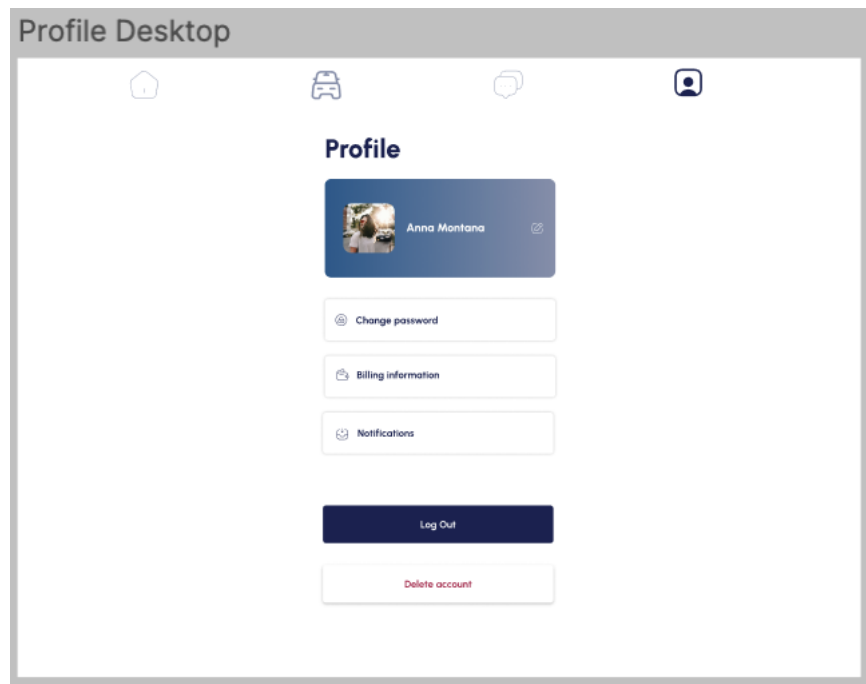 Profile Desktop
Profile
Anna Montana
Change password
Billing information
Notifications
Log Out
Delete account